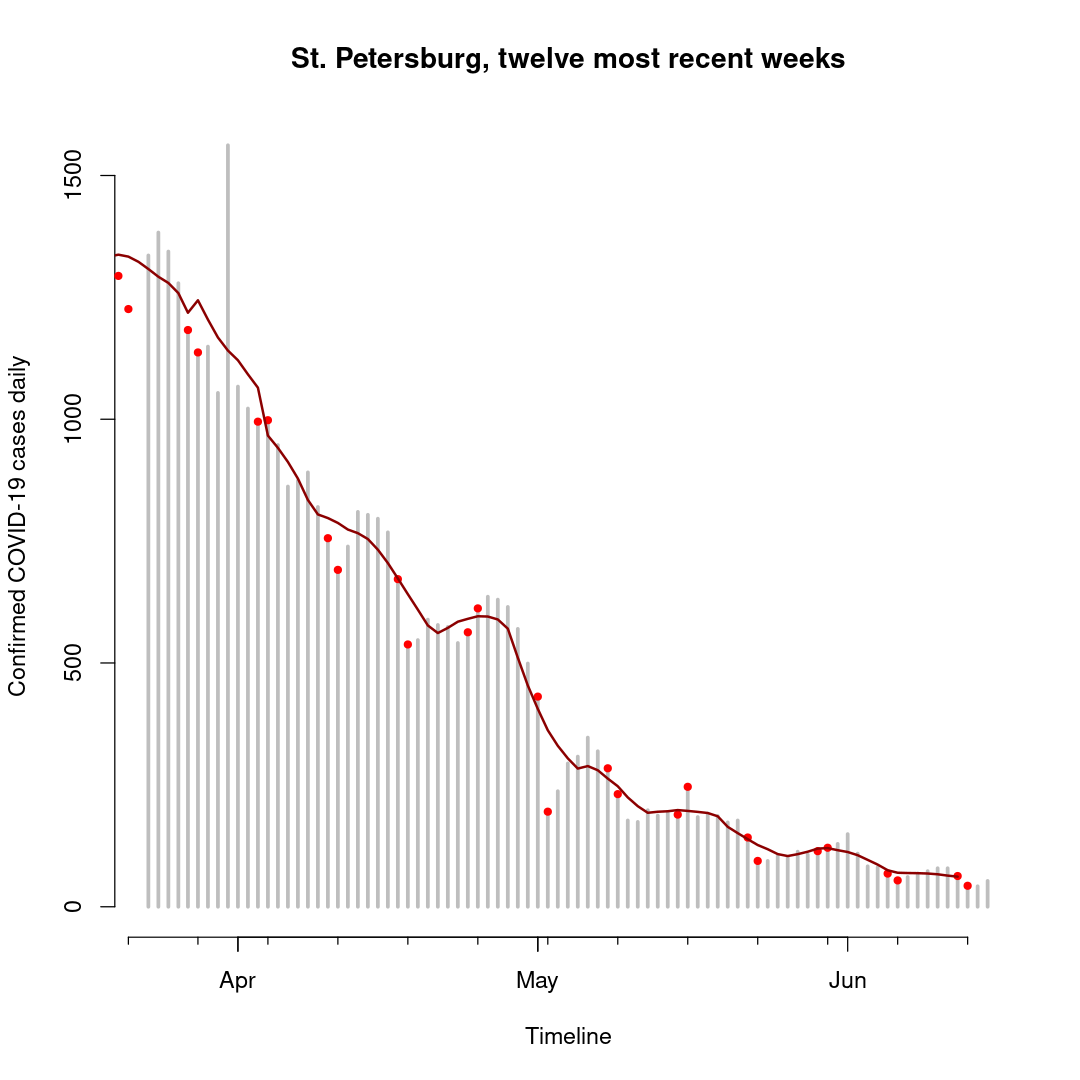 St. Petersburg, twelve most recent weeks
Confirmed COVID-19 cases daily
1500
1000
500
0
Apr May Jun
Timeline